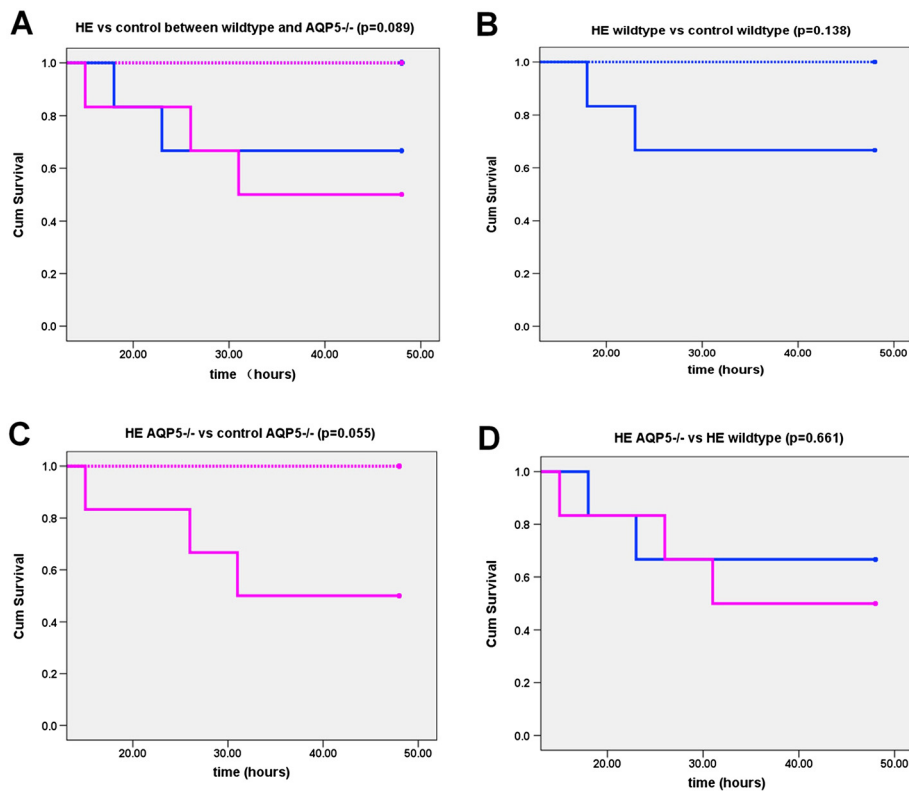 A
HE vs control between wildtype and AQP5-/- (p=0.089)
1.0
0.8
0.6
0.4
0.2
0.0
Cum Survival
20.00 30.00 40.00 50.00
time （hours)
B
HE wildtype vs control wildtype (p=0.138)
1.0
0.8
0.6
0.4
0.2
0.0
Cum Survival
20.00 30.00 40.00 50.00
time (hours)
C
HE AQP5-/- vs control AQP5-/- (p=0.055)
1.0
0.8
0.6
0.4
0.2
0.0
Cum Survival
20.00 30.00 40.00 50.00
time (hours)
D
HE AQP5-/- vs HE wildtype (p=0.661)
1.0
0.8
0.6
0.4
0.2
0.0
Cum Survival
20.00 30.00 40.00 50.00
time (hours)